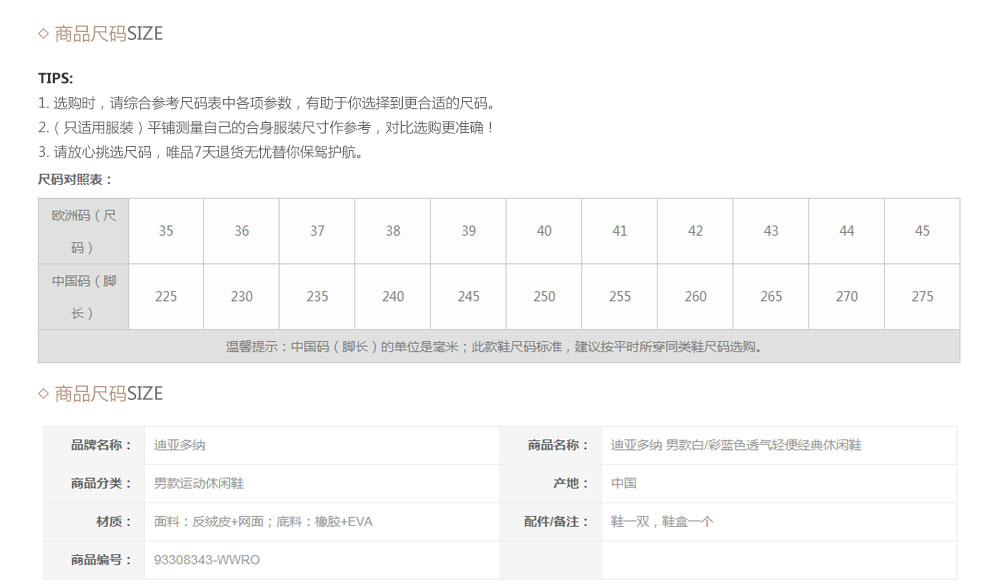 商品尺码SIZE
TIPS:
1. 选购时，请综合参考尺码表中各项参数，有助于你选择到更合适的尺码。
2.（只适用服装）平铺测量自己的合身服装尺寸作参考，对比选购更准确！
3. 请放心挑选尺码，唯品7天退货无忧替你保驾护航。
尺码对照表：
欧洲码（尺
码） 35 36 37 38 39 40 41 42 43 44 45
中国码（脚
长） 225 230 235 240 245 250 255 260 265 270 275
温馨提示：中国码（脚长）的单位是毫米；此款鞋尺码标准，建议按平时所穿同类鞋尺码选购。
商品尺码SIZE
品牌名称： 迪亚多纳 商品名称： 迪亚多纳 男款白/彩蓝色透气轻便经典休闲鞋
商品分类： 男款运动休闲鞋 产地： 中国
材质： 面料：反绒皮+网面；底料：橡胶+EVA 配件/备注： 鞋一双，鞋盒一个
商品编号： 93308343-WWRO